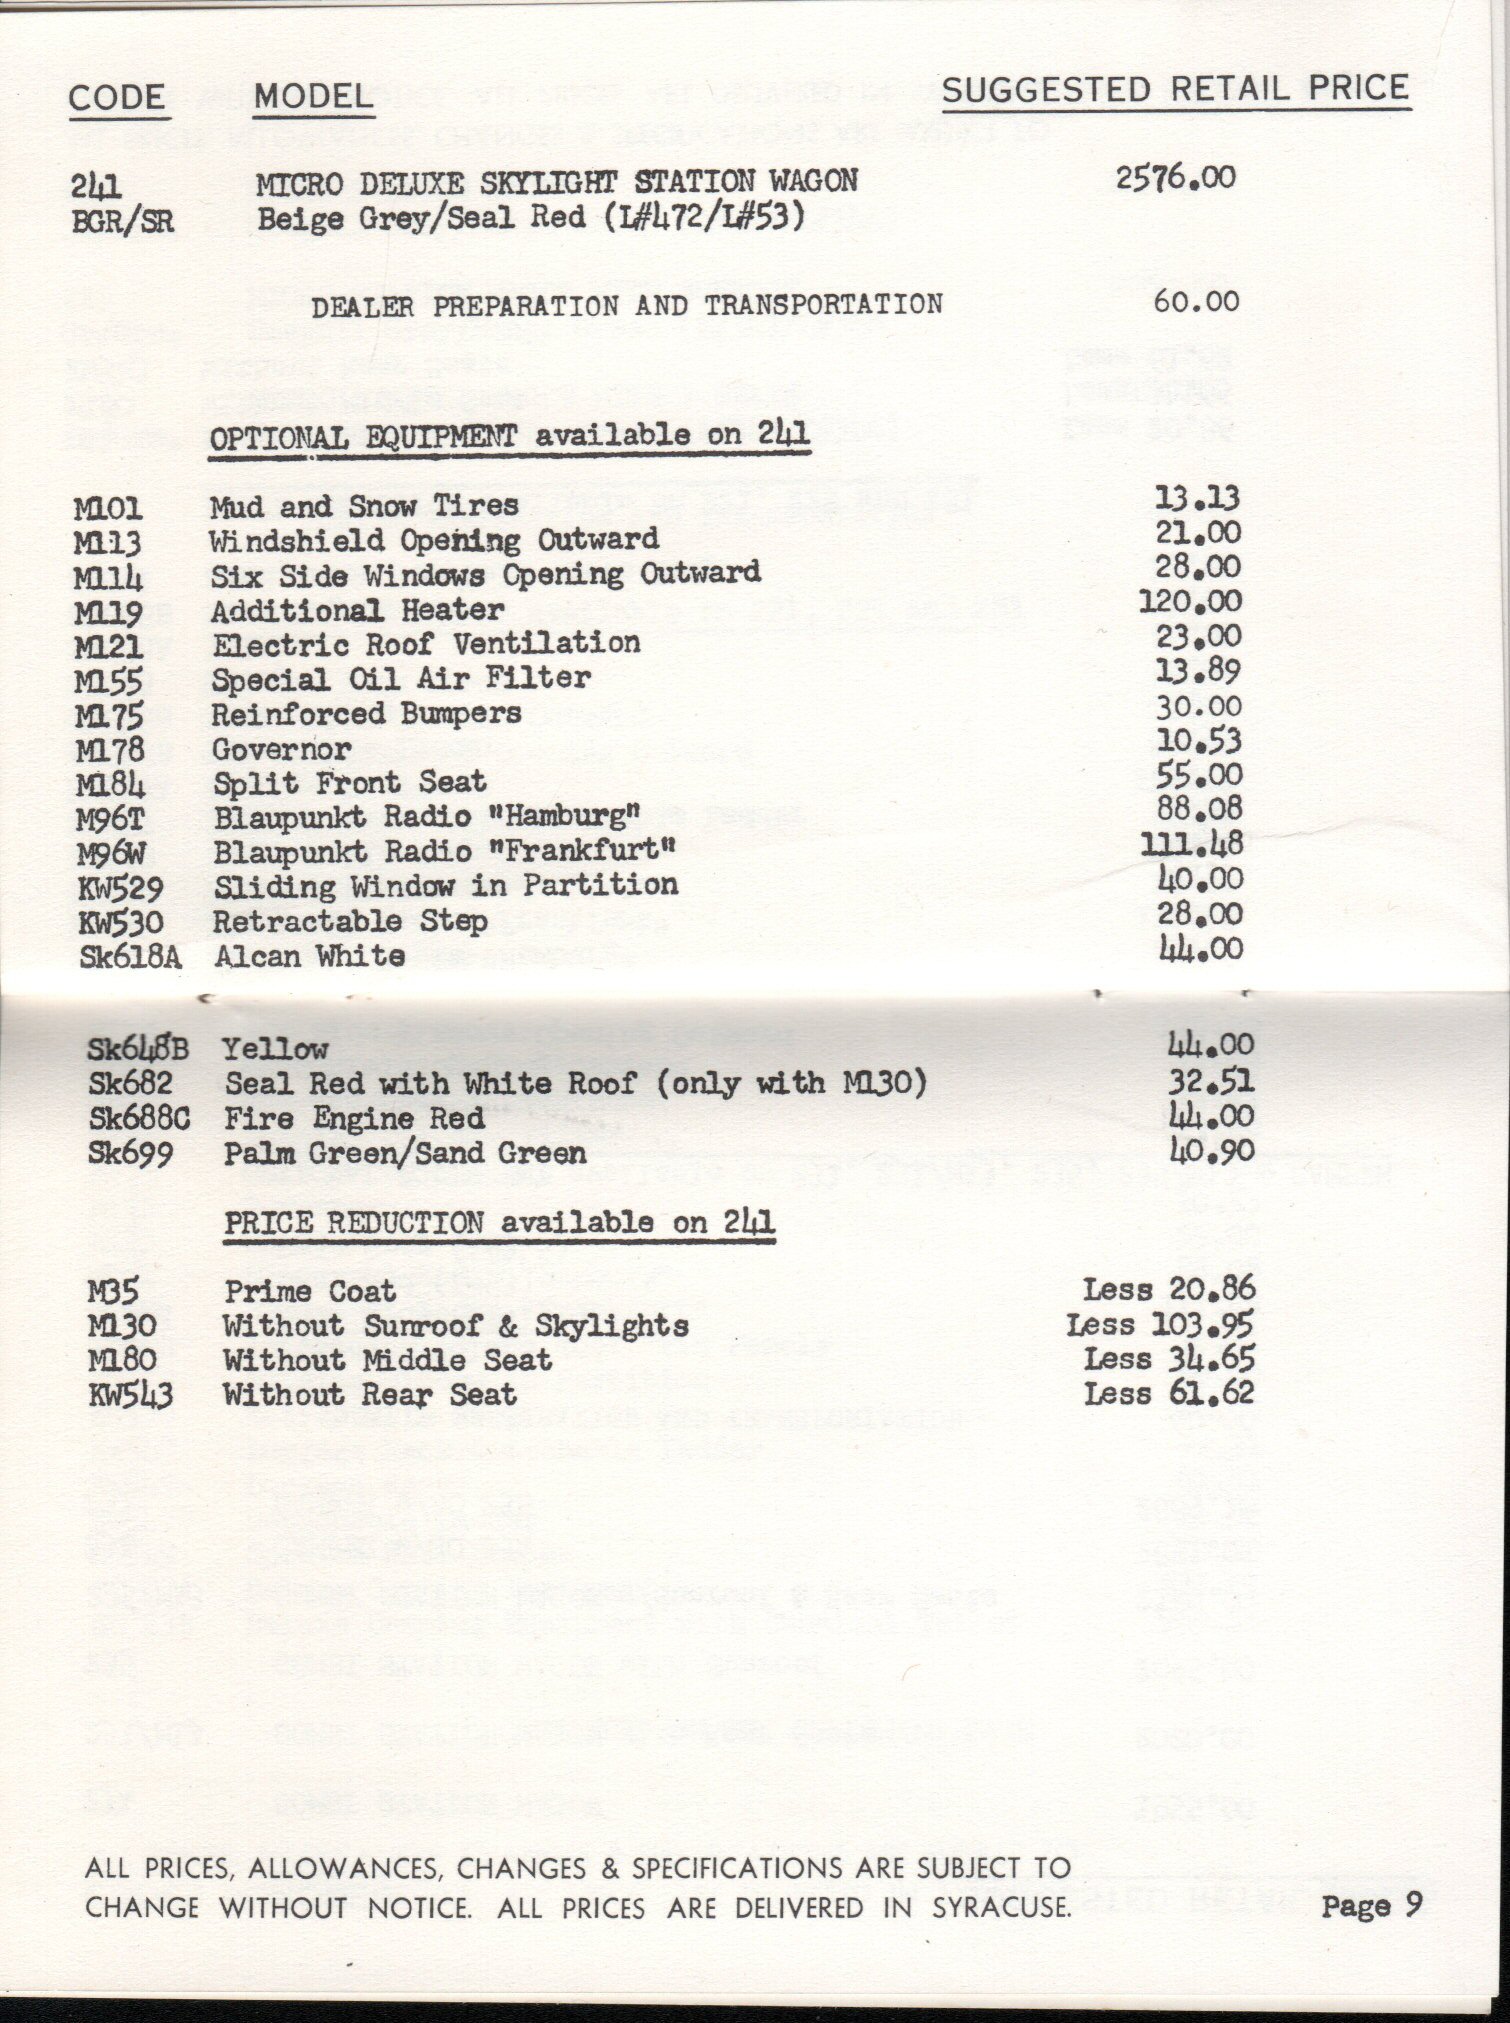 CODE MODEL SUGGESTED RETAIL PRICE
241 MICRO DELUXE SKYLIGHT STATION WAGON 2576.00
BGR/SR Beige Grey/Seal Red (L#472/L#53)
DEALER PREPARATION AND TRANSPORTATION 60.00
OPTIONAL EQUIPMENT available on 241
M101 Mud and Snow Tires 13.13
M113 Windshield Opening Outward 21.00
M114 Six Side Windows Opening Outward 28.00
M119 Additional Heater 120.00
M121 Electric Roof Ventilation 23.00
M155 Special Oil Air Filter 13.89
M175 Reinforced Bumpers 30.00
M178 Governor 10.53
M184 Split Front Seat 55.00
M96T Blaupunkt Radio "Hamburg" 88.08
M96W Blaupunkt Radio "Frankfurt" 111.48
KW529 Sliding Window in Partition 40.00
KW530 Retractable Step 28.00
Sk618A Alcan White 44.00
Sk648B Yellow 44.00
Sk682 Seal Red with White Roof (only with M130) 32.51
Sk688C Fire Engine Red 44.00
Sk699 Palm Green/Sand Green 40.90
PRICE REDUCTION available on 241
M35 Prime Coat Less 20.86
M130 Without Sunroof & Skylights Less 103.95
M180 Without Middle Seat Less 34.65
KW543 Without Rear Seat Less 61.62
ALL PRICES, ALLOWANCES, CHANGES & SPECIFICATIONS ARE SUBJECT TO
CHANGE WITHOUT NOTICE. ALL PRICES ARE DELIVERED IN SYRACUSE. Page 9